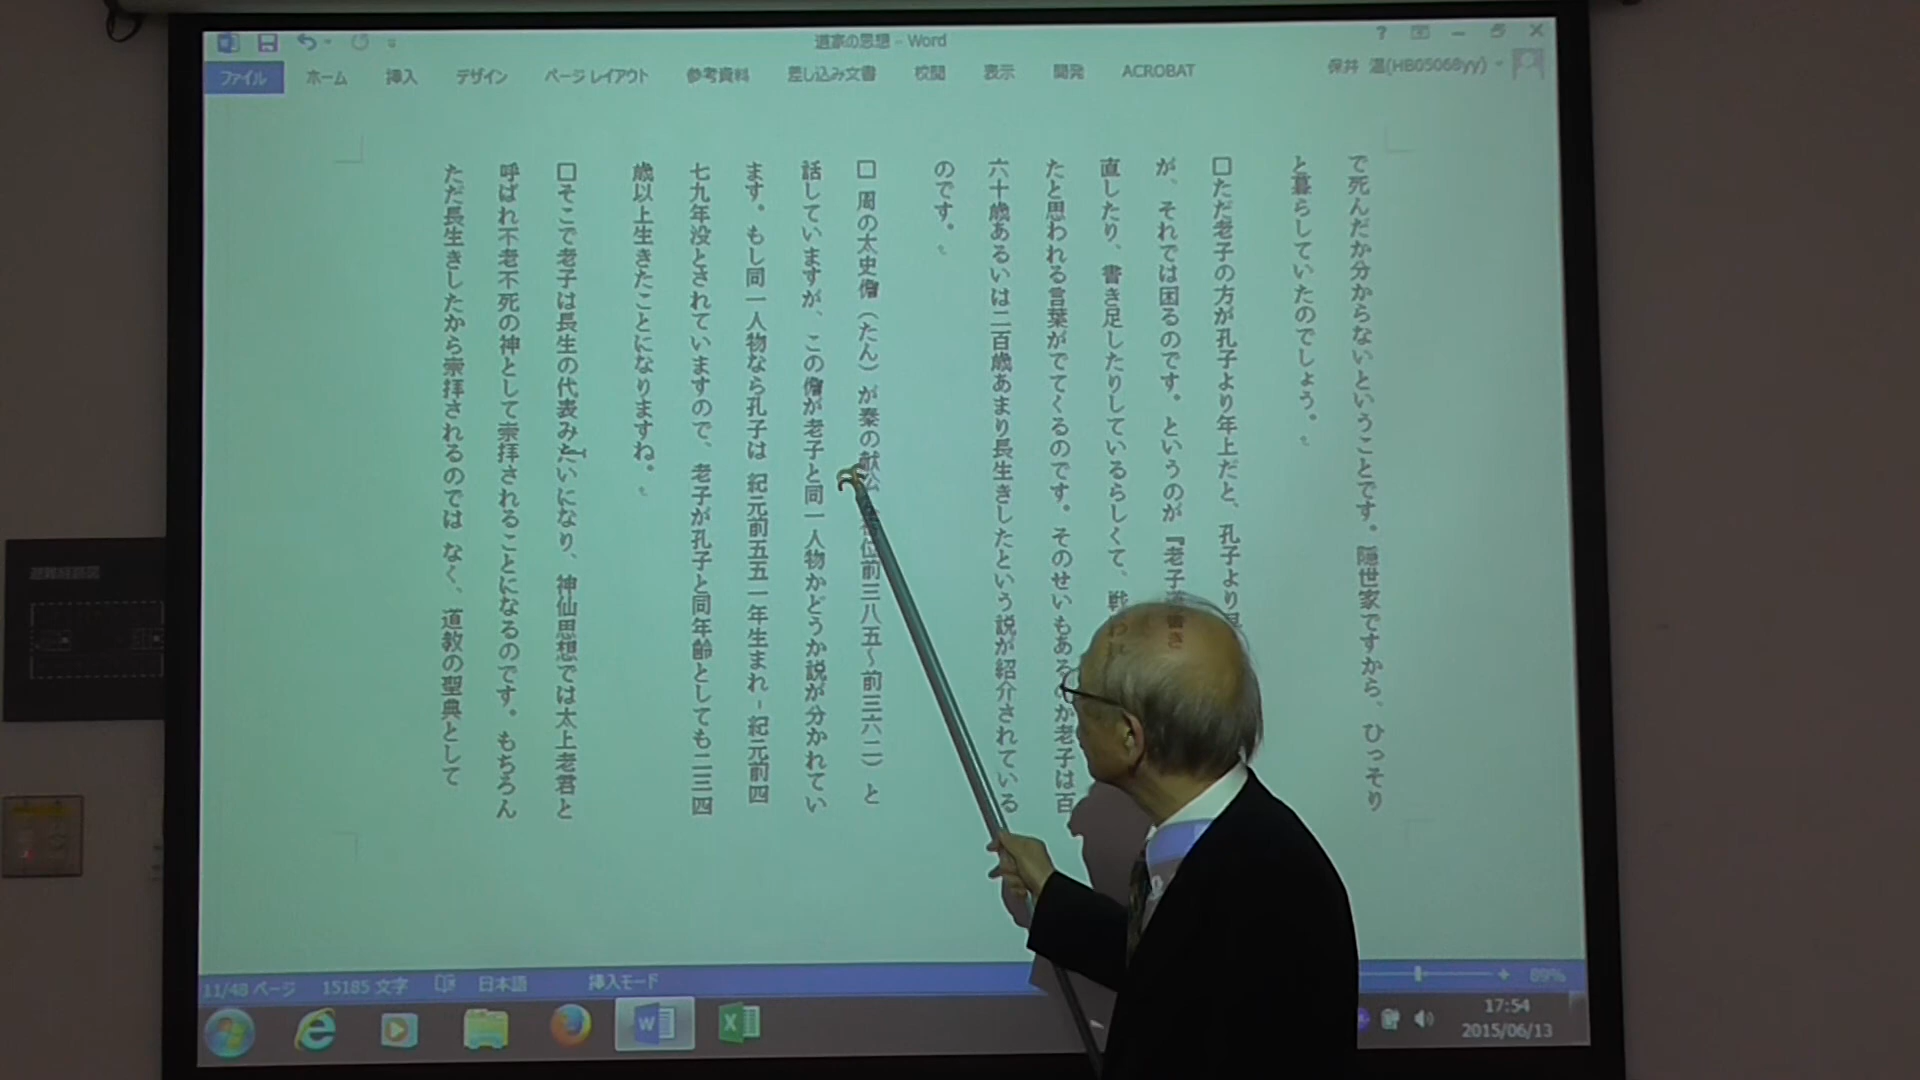 道家の思想 - Word
ファイル ホーム 挿入 デザイン ページ レイアウト 参考資料 差し込み文書 校閲 表示 開発 ACROBAT
保井 温(HB05068yy)
で死んだか分からないということです。隠世家ですから、ひっそり
と暮らしていたのでしょう。
□ただ老子の方が孔子より年上だと、孔子より
が、それでは困るのです。というのが『老子道 書き
直したり、書き足したりしているらしくて、戦
たと思われる言葉がでてくるのです。そのせいもあるのか老子は百
六十歳あるいは二百歳あまり長生きしたという説が紹介されている
のです。
□ 周の太史儋（たん）が秦の献公 位前三八五~前三六二）と
話していますが、この儋が老子と同一人物かどうか説が分かれてい
ます。もし同一人物なら孔子は 紀元前五五一年生まれ-紀元前四
七九年没とされていますので、老子が孔子と同年齢としても二三四
歳以上生きたことになりますね。
□そこで老子は長生の代表みたいになり、神仙思想では太上老君と
呼ばれ不老不死の神として崇拝されることになるのです。もちろん
ただ長生きしたから崇拝されるのでは なく、道教の聖典として
11/48 ページ 15185 文字 日本語 挿入モード
89%
17:54
2015/06/13